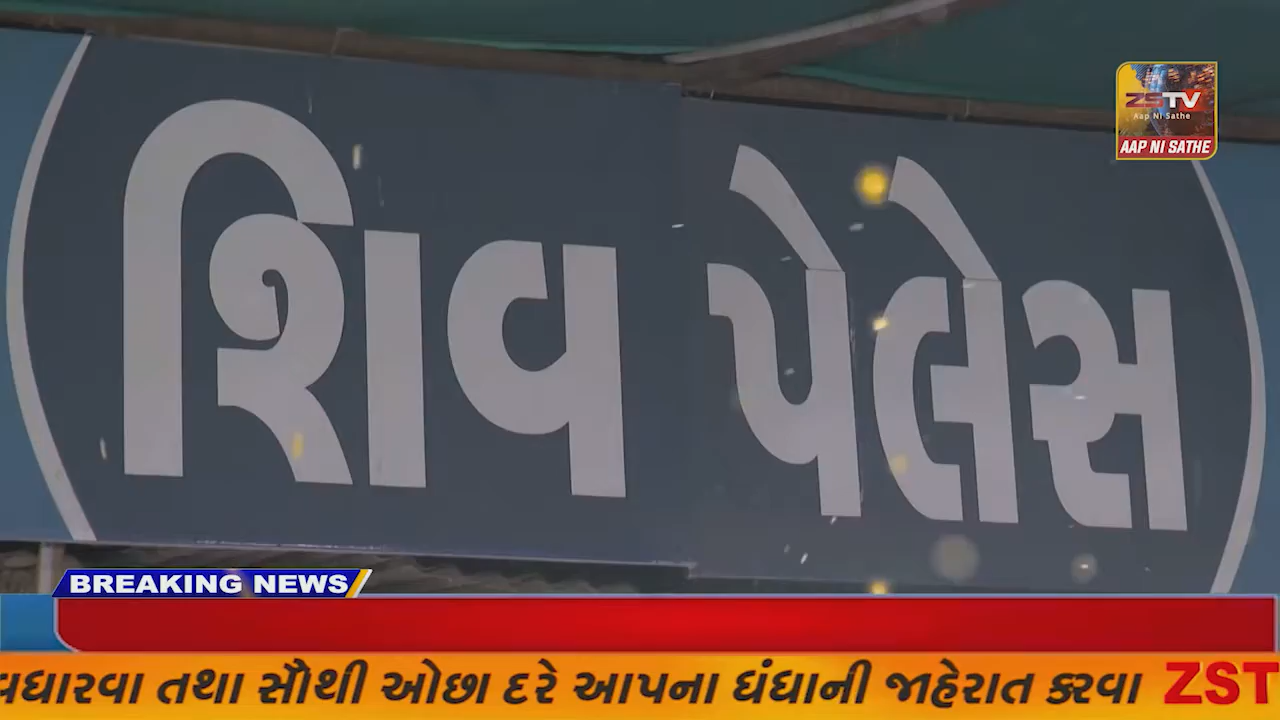 ZSTV
Aap Ni Sathe
AAP NI SATHE
શિવ પેલેસ
BREAKING NEWS
વધારવા તથા સૌથી ઓછા દરે આપના ધંધાની જાહેરાત કરવા ZST